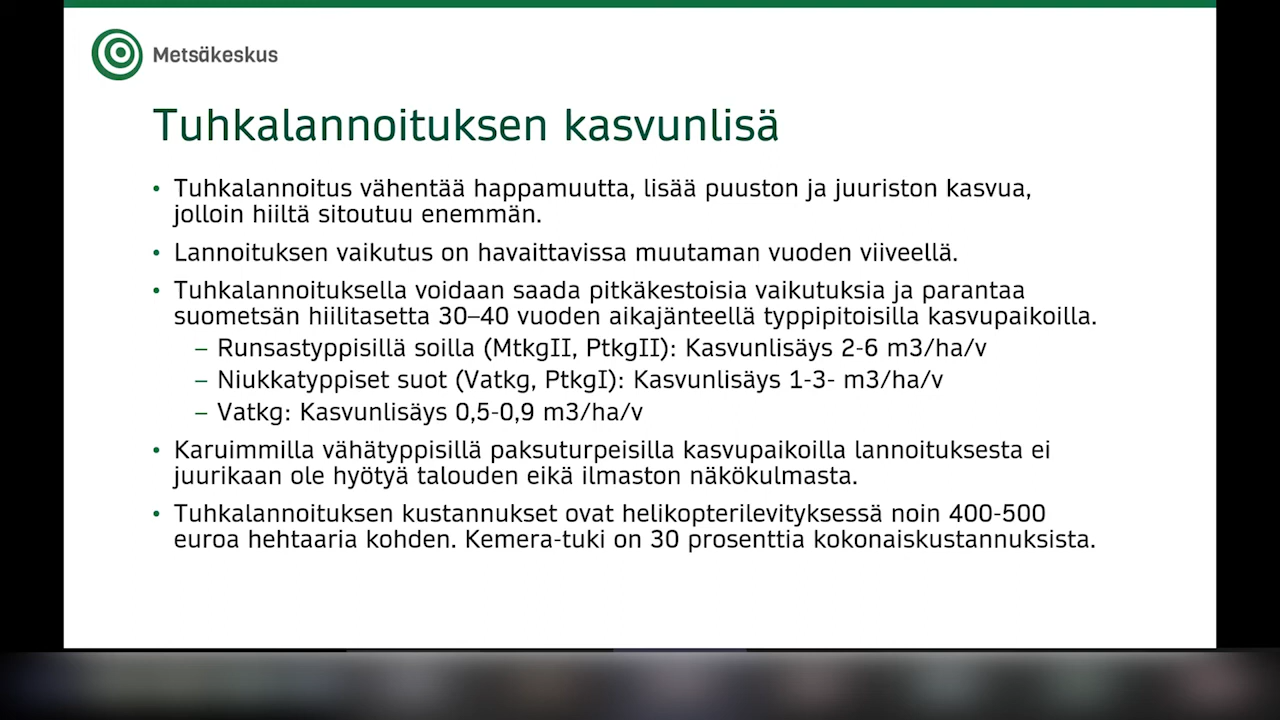 Metsäkeskus
Tuhkalannoituksen kasvunlisä
• Tuhkalannoitus vähentää happamuutta, lisää puuston ja juuriston kasvua,
jolloin hiiltä sitoutuu enemmän.
• Lannoituksen vaikutus on havaittavissa muutaman vuoden viiveellä.
• Tuhkalannoituksella voidaan saada pitkäkestoisia vaikutuksia ja parantaa
suometsän hiilitasetta 30–40 vuoden aikajänteellä typpipitoisilla kasvupaikoilla.
– Runsastyppisillä soilla (MtkgII, PtkgII): Kasvunlisäys 2-6 m3/ha/v
– Niukkatyppiset suot (Vatkg, PtkgI): Kasvunlisäys 1-3- m3/ha/v
– Vatkg: Kasvunlisäys 0,5-0,9 m3/ha/v
• Karuimmilla vähätyppisillä paksuturpeisilla kasvupaikoilla lannoituksesta ei
juurikaan ole hyötyä talouden eikä ilmaston näkökulmasta.
• Tuhkalannoituksen kustannukset ovat helikopterilevityksessä noin 400-500
euroa hehtaaria kohden. Kemera-tuki on 30 prosenttia kokonaiskustannuksista.